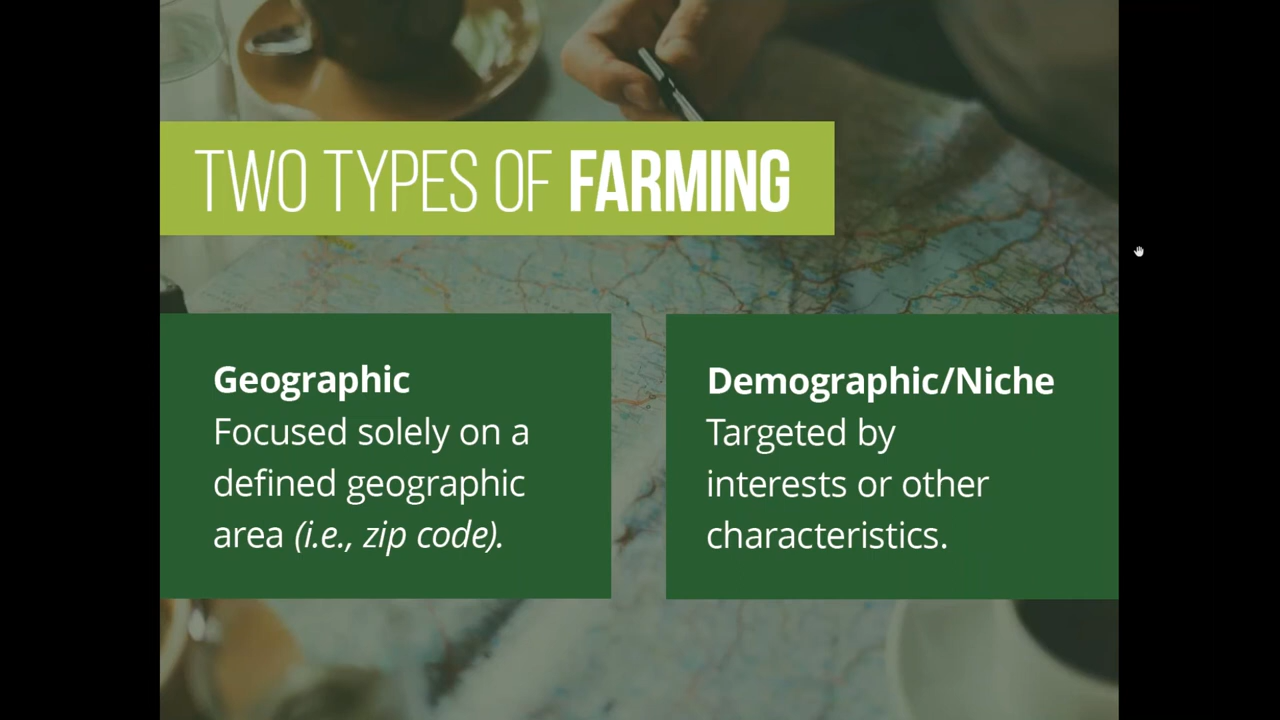 TWO TYPES OF FARMING
Geographic
Focused solely on a
defined geographic
area (i.e., zip code).
Demographic/Niche
Targeted by
interests or other
characteristics.